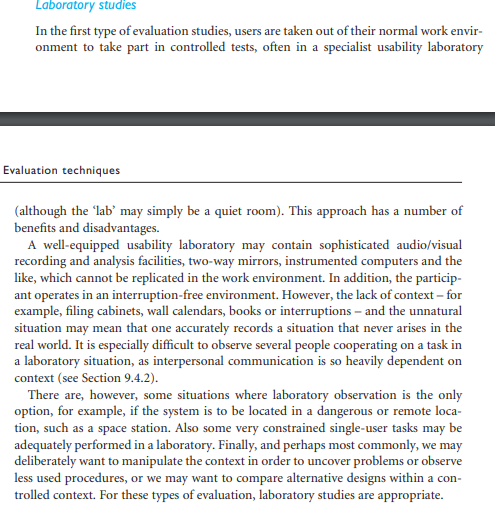 Laboratory studies
In the first type of evaluation studies, users are taken out of their normal work envir-
onment to take part in controlled tests, often in a specialist usability laboratory
Evaluation techniques
(although the ‘lab’ may simply be a quiet room). This approach has a number of
benefits and disadvantages.
A well-equipped usability laboratory may contain sophisticated audio/visual
recording and analysis facilities, two-way mirrors, instrumented computers and the
like, which cannot be replicated in the work environment. In addition, the particip-
ant operates in an interruption-free environment. However, the lack of context – for
example, filing cabinets, wall calendars, books or interruptions – and the unnatural
situation may mean that one accurately records a situation that never arises in the
real world. It is especially difficult to observe several people cooperating on a task in
a laboratory situation, as interpersonal communication is so heavily dependent on
context (see Section 9.4.2).
There are, however, some situations where laboratory observation is the only
option, for example, if the system is to be located in a dangerous or remote loca-
tion, such as a space station. Also some very constrained single-user tasks may be
adequately performed in a laboratory. Finally, and perhaps most commonly, we may
deliberately want to manipulate the context in order to uncover problems or observe
less used procedures, or we may want to compare alternative designs within a con-
trolled context. For these types of evaluation, laboratory studies are appropriate.